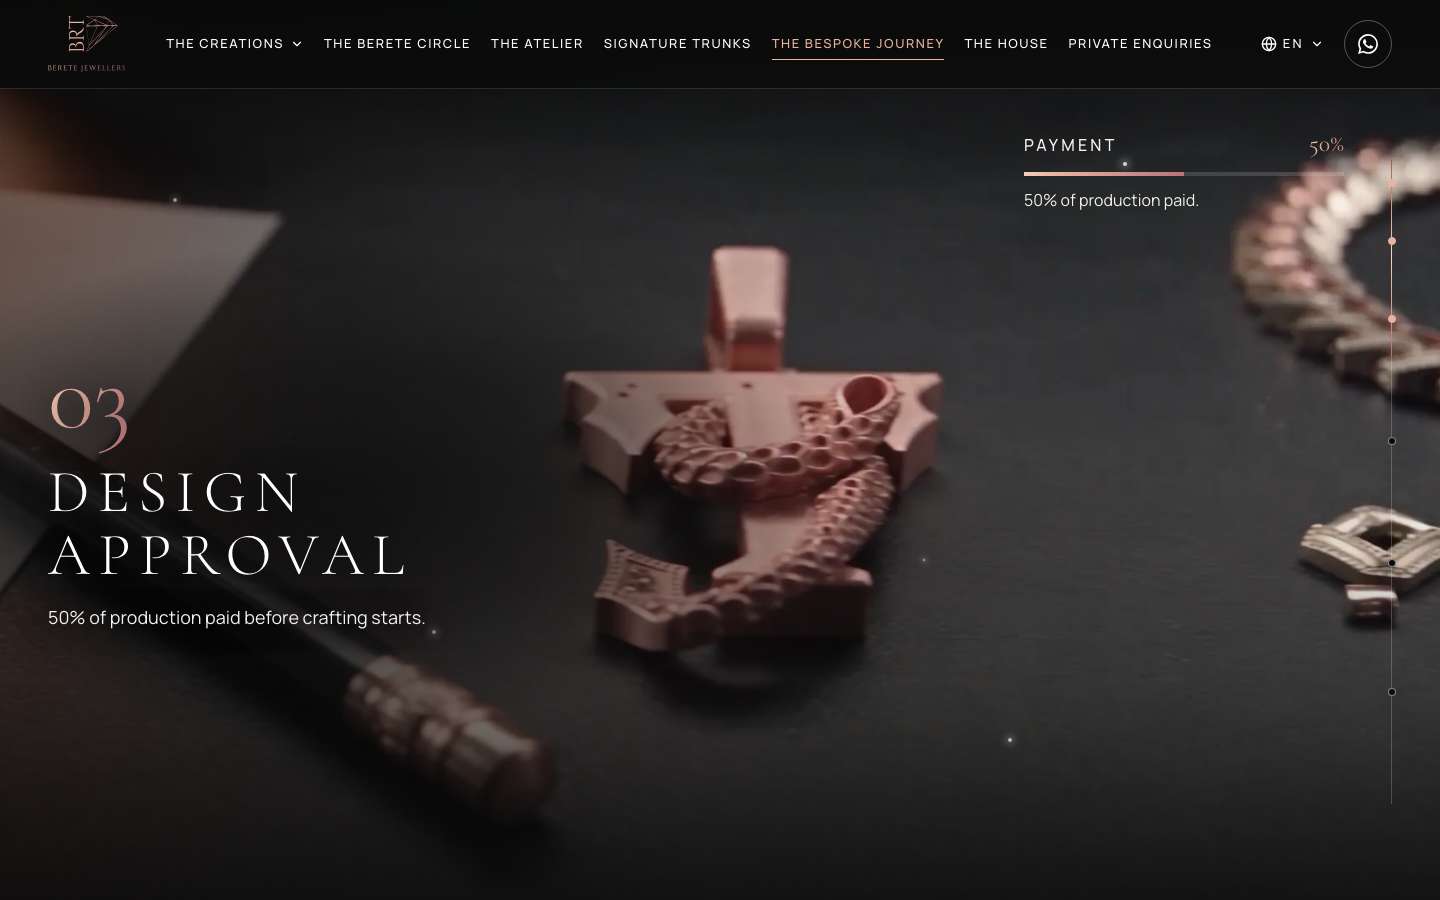 BRT
BERETE JEWELLERS
THE CREATIONS
THE BERETE CIRCLE
THE ATELIER
SIGNATURE TRUNKS
THE BESPOKE JOURNEY
THE HOUSE
PRIVATE ENQUIRIES
EN
PAYMENT
50%
50% of production paid.
03
DESIGN
APPROVAL
50% of production paid before crafting starts.